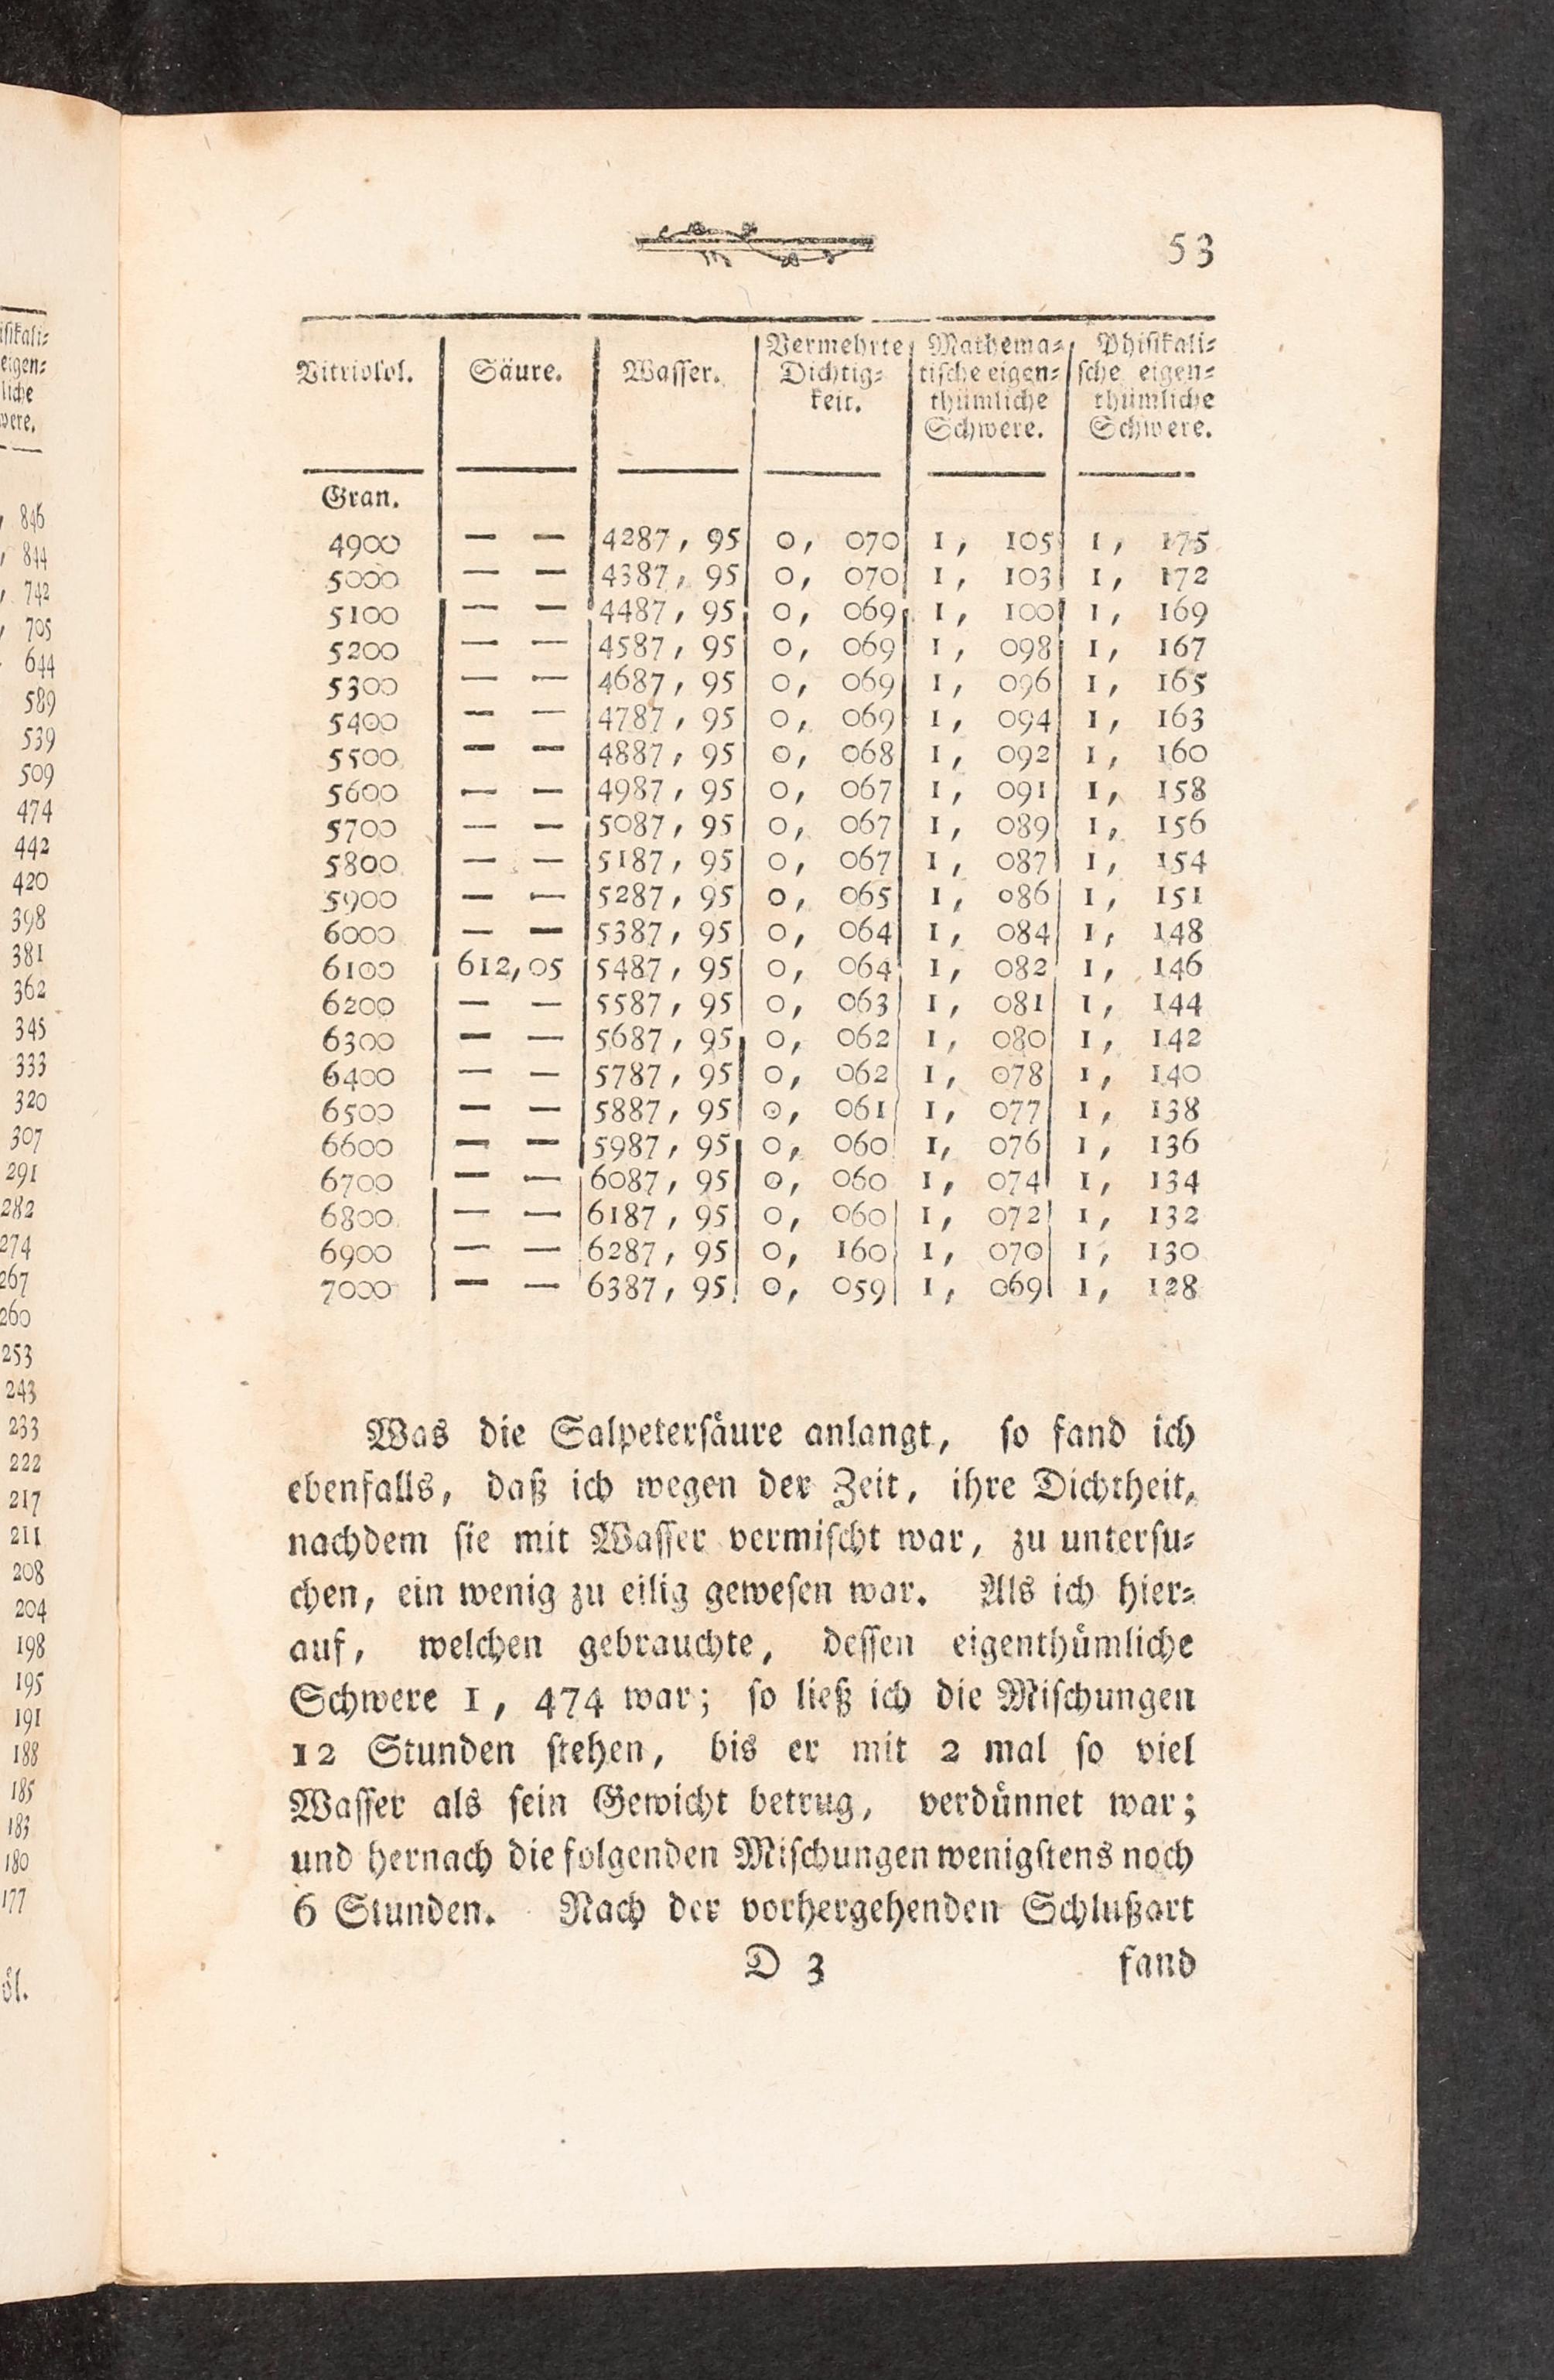 53
Vitriolöl. Säure. Wasser. Vermehrte Dichtig= keit. Mathema= tische eigen= thümliche Schwere. Phisikali= sche eigen= thümliche Schwere.
Gran.
4900 — — 4287, 95 0, 070 1, 105 1, 175
5000 — — 4387, 95 0, 070 1, 103 1, 172
5100 — — 4487, 95 0, 069 1, 100 1, 169
5200 — — 4587, 95 0, 069 1, 098 1, 167
5300 — — 4687, 95 0, 069 1, 096 1, 165
5400 — — 4787, 95 0, 069 1, 094 1, 163
5500 — — 4887, 95 0, 068 1, 092 1, 160
5600 — — 4987, 95 0, 067 1, 091 1, 158
5700 — — 5087, 95 0, 067 1, 089 1, 156
5800 — — 5187, 95 0, 067 1, 087 1, 154
5900 — — 5287, 95 0, 065 1, 086 1, 151
6000 — — 5387, 95 0, 064 1, 084 1, 148
6100 612,05 5487, 95 0, 064 1, 082 1, 146
6200 — — 5587, 95 0, 063 1, 081 1, 144
6300 — — 5687, 95 0, 062 1, 080 1, 142
6400 — — 5787, 95 0, 062 1, 078 1, 140
6500 — — 5887, 95 0, 061 1, 077 1, 138
6600 — — 5987, 95 0, 060 1, 076 1, 136
6700 — — 6087, 95 0, 060 1, 074 1, 134
6800 — — 6187, 95 0, 060 1, 072 1, 132
6900 — — 6287, 95 0, 160 1, 070 1, 130
7000 — — 6387, 95 0, 059 1, 069 1, 128
Was die Salpetersäure anlangt, so fand ich
ebenfalls, daß ich wegen der Zeit, ihre Dichtheit,
nachdem sie mit Wasser vermischt war, zu untersu=
chen, ein wenig zu eilig gewesen war. Als ich hier=
auf, welchen gebrauchte, dessen eigenthümliche
Schwere 1, 474 war; so ließ ich die Mischungen
12 Stunden stehen, bis er mit 2 mal so viel
Wasser als sein Gewicht betrug, verdünnet war;
und hernach die folgenden Mischungen wenigstens noch
6 Stunden. Nach der vorhergehenden Schlußart
D 3 fand